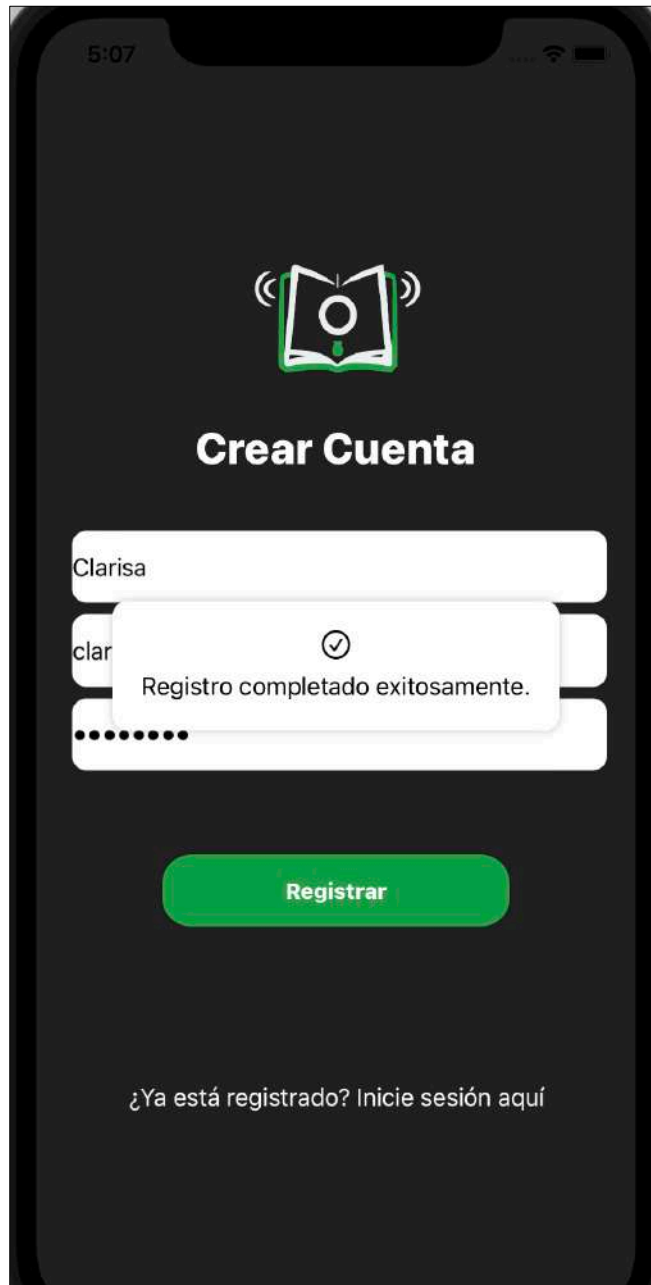 5:07
Crear Cuenta
Clarisa
clar
Registro completado exitosamente.
••••••••
Registrar
¿Ya está registrado? Inicie sesión aquí